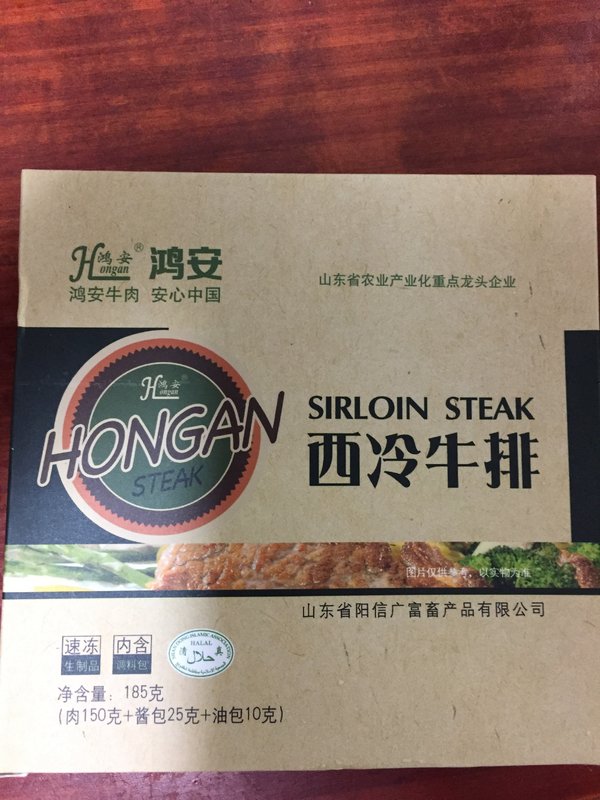 鸿安
Hongan
®
鸿安
鸿安牛肉 安心中国
山东省农业产业化重点龙头企业
鸿安
Hongan
HONGAN
STEAK
SIRLOIN STEAK
西冷牛排
图片仅供参考，以实物为准
山东省阳信广富畜产品有限公司
速冻
生制品
内含
调料包
SHANDONG ISLAMIC ASSOCIATION
HALAL
清 حلال 真
净含量：185克
(肉150克+酱包25克+油包10克)